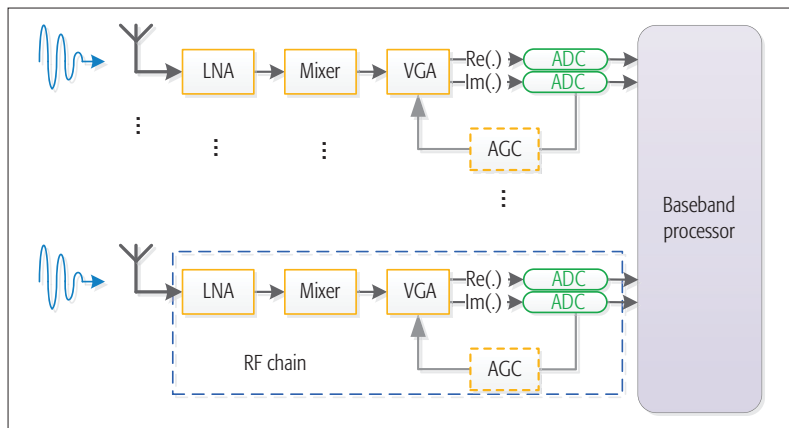 LNA
Mixer
VGA
Re(.)
Im(.)
ADC
ADC
AGC
Baseband
processor
LNA
Mixer
VGA
Re(.)
Im(.)
ADC
ADC
AGC
RF chain